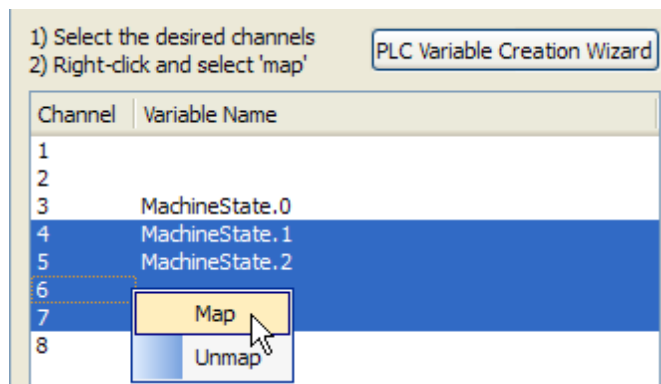 1) Select the desired channels
2) Right-click and select 'map'
PLC Variable Creation Wizard
Channel Variable Name
1
2
3 MachineState.0
4 MachineState.1
5 MachineState.2
6
7
Map
8
Unmap